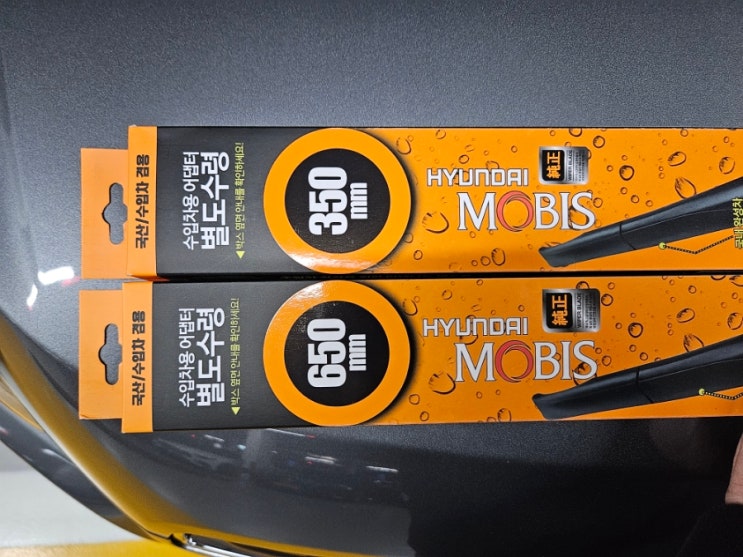 국산/수입차 겸용
수입차용 어댑터
별도수령
◀ 박스 옆면 안내를 확인하세요!
350
mm
HYUNDAI
MOBIS
純正
국산/수입차 겸용
수입차용 어댑터
별도수령
◀ 박스 옆면 안내를 확인하세요!
650
mm
HYUNDAI
MOBIS
純正